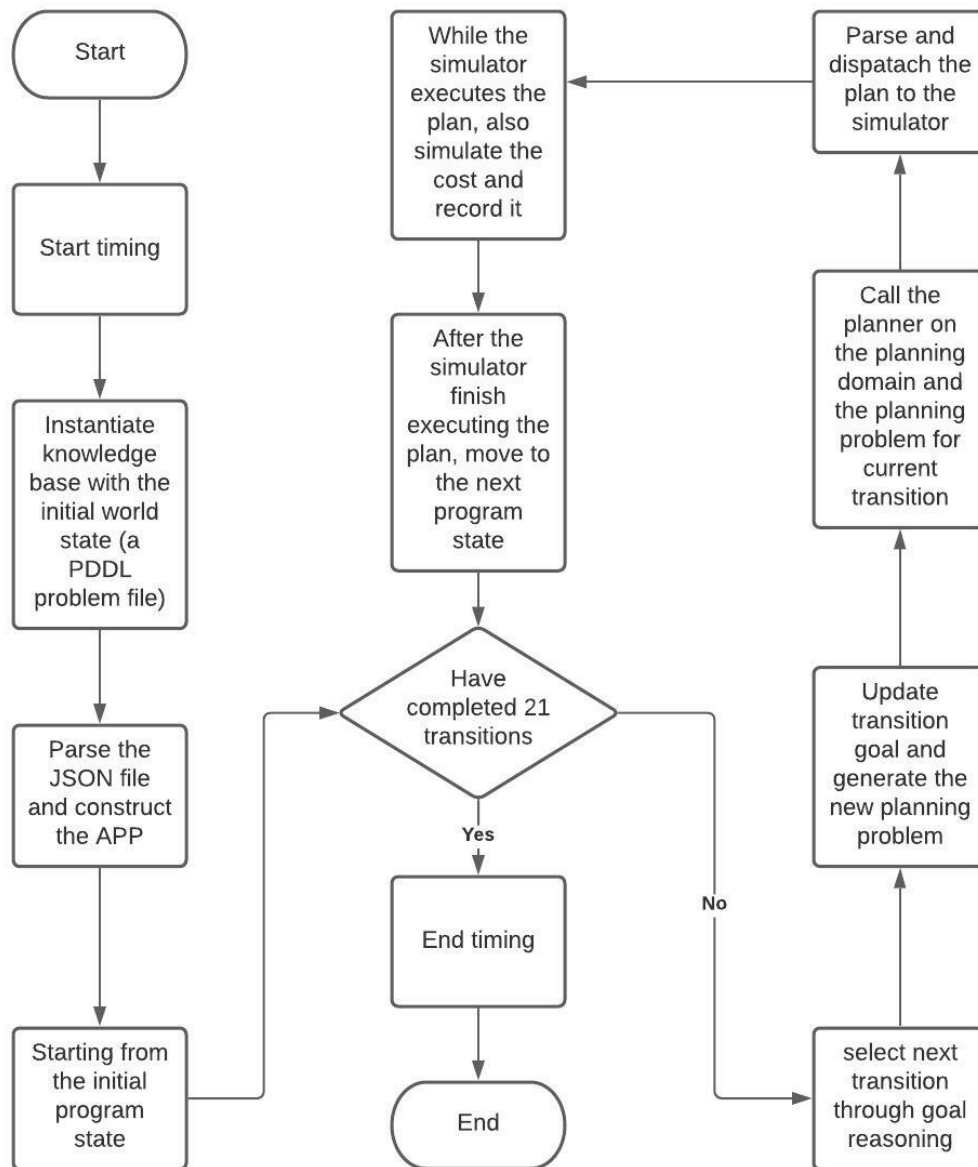 Start
Start timing
Instantiate
knowledge
base with the
initial world
state (a
PDDL
problem file)
Parse the
JSON file
and construct
the APP
Starting from
the initial
program
state
Have
completed 21
transitions
Yes
End timing
End
No
select next
transition
through goal
reasoning
Update
transition
goal and
generate the
new planning
problem
Call the
planner on
the planning
domain and
the planning
problem for
current
transition
Parse and
dispatach the
plan to the
simulator
While the
simulator
executes the
plan, also
simulate the
cost and
record it
After the
simulator
finish
executing the
plan, move to
the next
program
state